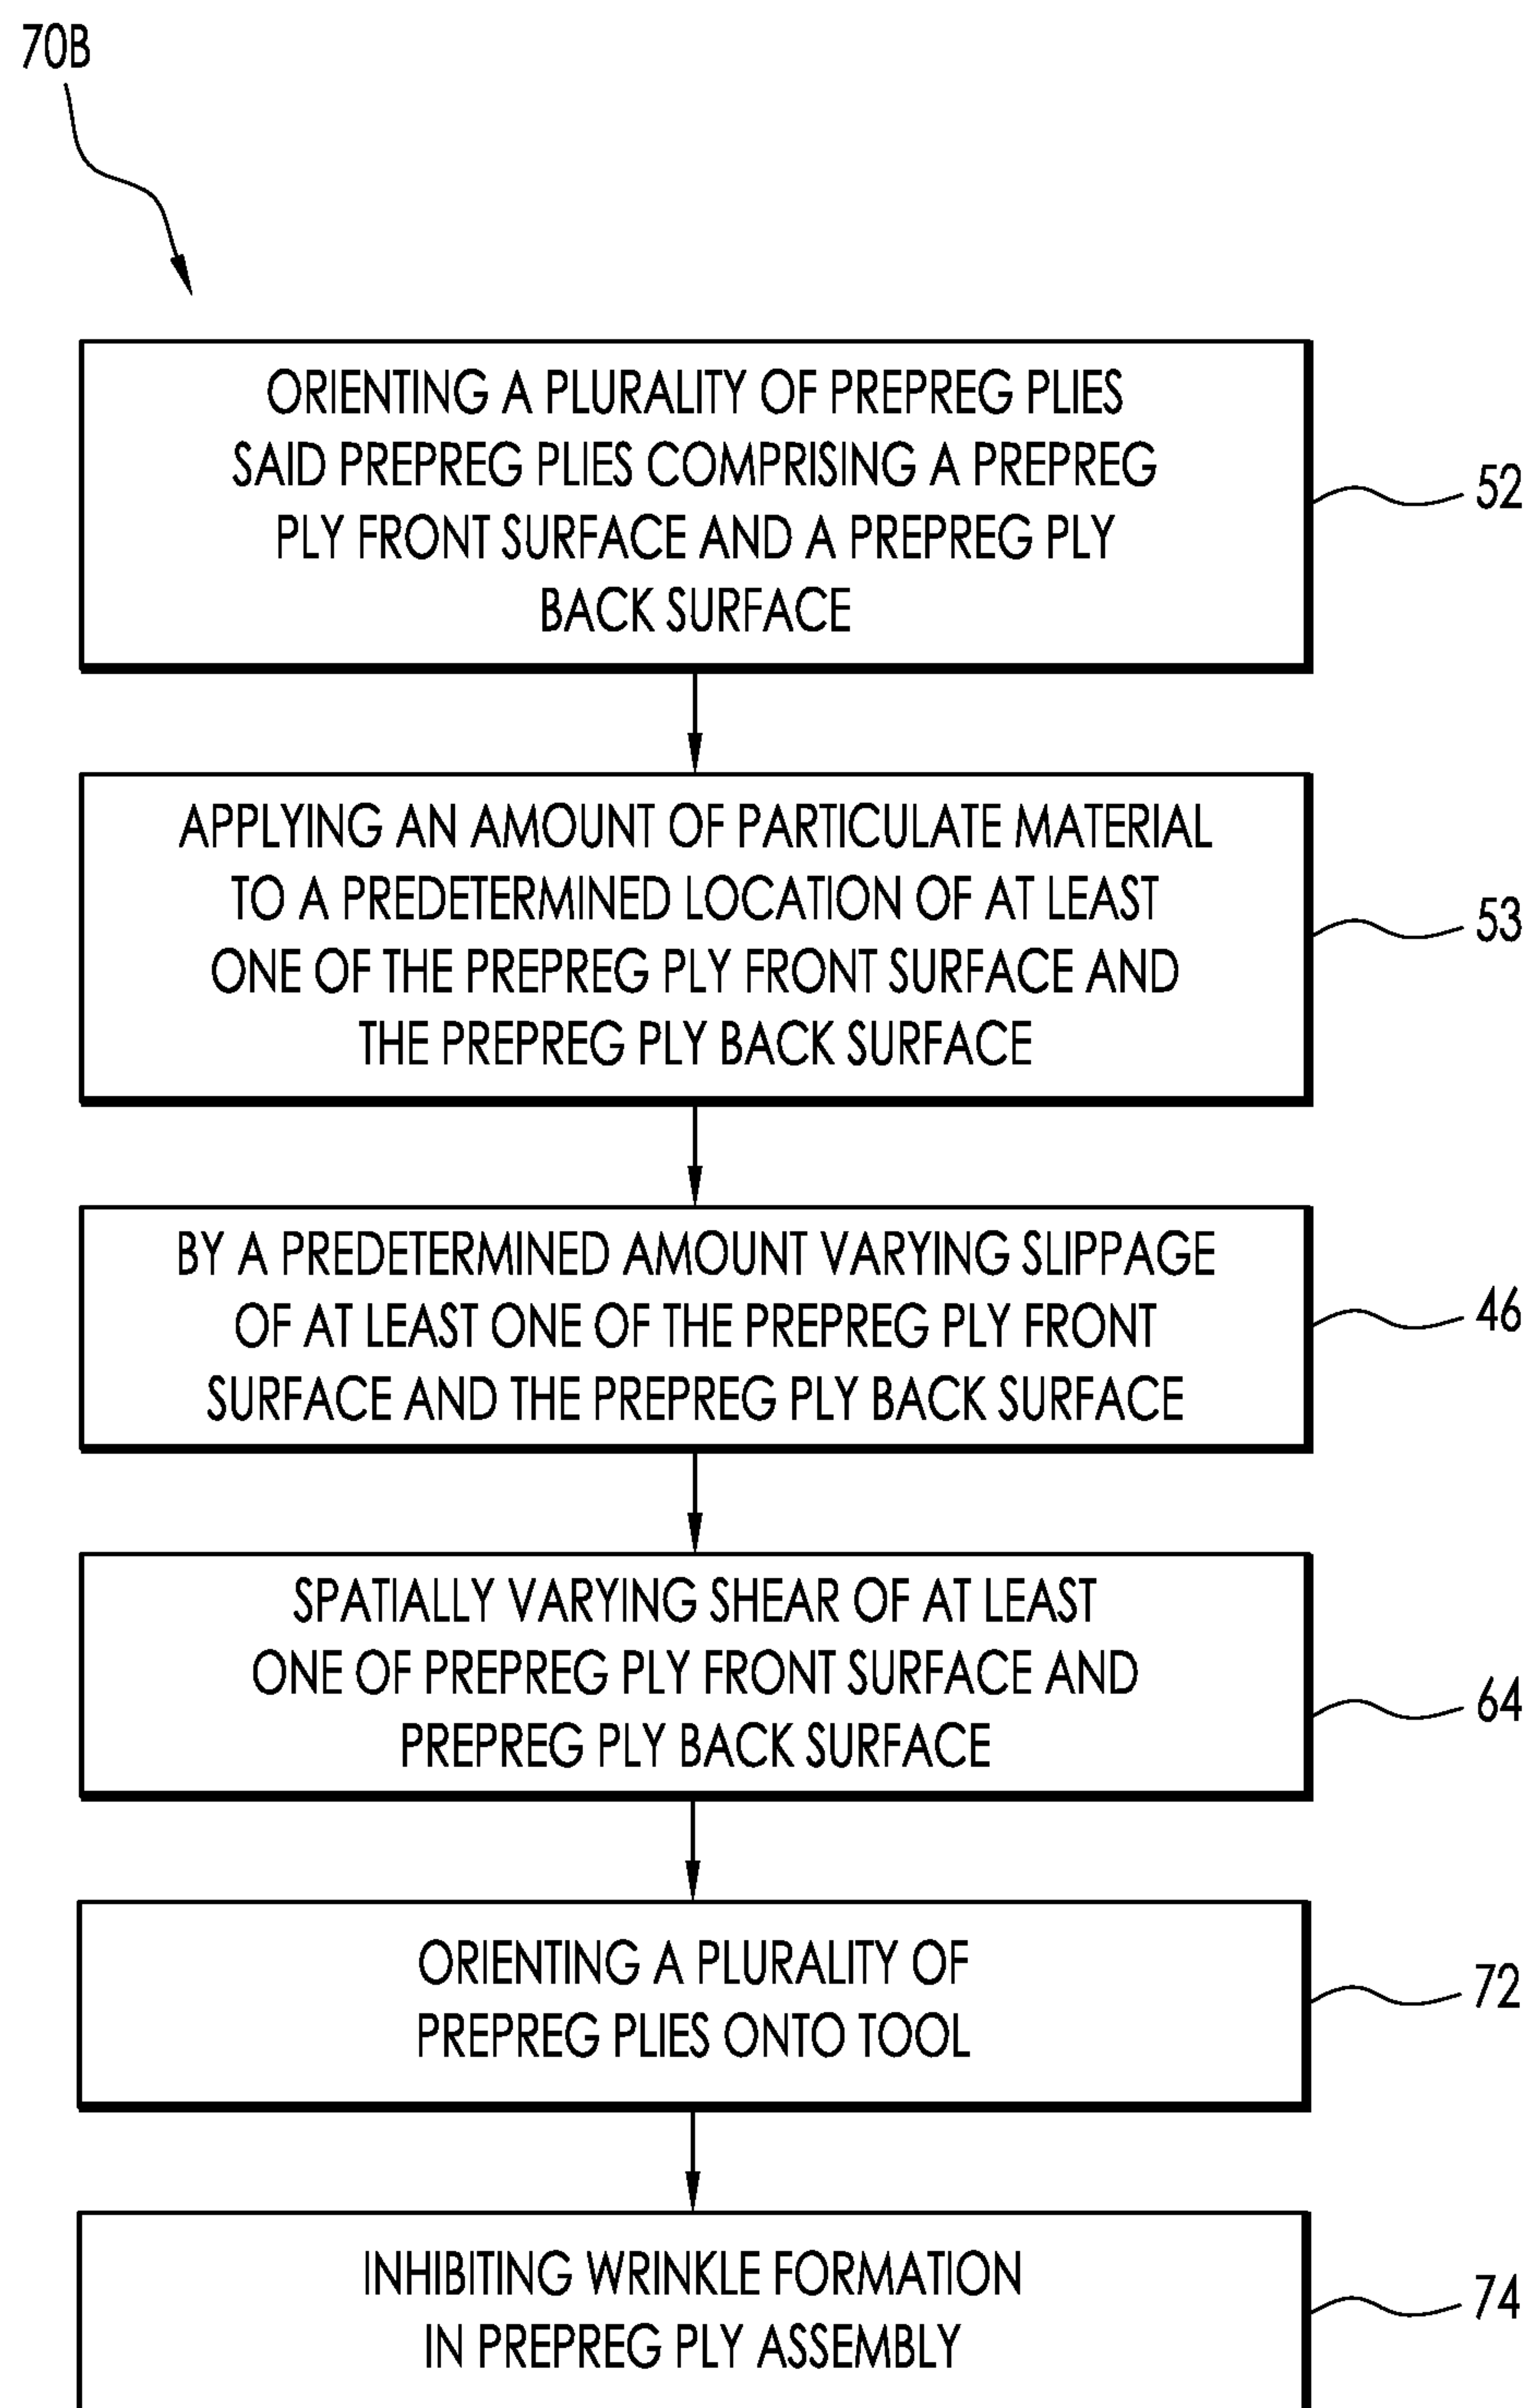 70B
ORIENTING A PLURALITY OF PREPREG PLIES
SAID PREPREG PLIES COMPRISING A PREPREG
PLY FRONT SURFACE AND A PREPREG PLY
BACK SURFACE
52
APPLYING AN AMOUNT OF PARTICULATE MATERIAL
TO A PREDETERMINED LOCATION OF AT LEAST
ONE OF THE PREPREG PLY FRONT SURFACE AND
THE PREPREG PLY BACK SURFACE
53
BY A PREDETERMINED AMOUNT VARYING SLIPPAGE
OF AT LEAST ONE OF THE PREPREG PLY FRONT
SURFACE AND THE PREPREG PLY BACK SURFACE
46
SPATIALLY VARYING SHEAR OF AT LEAST
ONE OF PREPREG PLY FRONT SURFACE AND
PREPREG PLY BACK SURFACE
64
ORIENTING A PLURALITY OF
PREPREG PLIES ONTO TOOL
72
INHIBITING WRINKLE FORMATION
IN PREPREG PLY ASSEMBLY
74